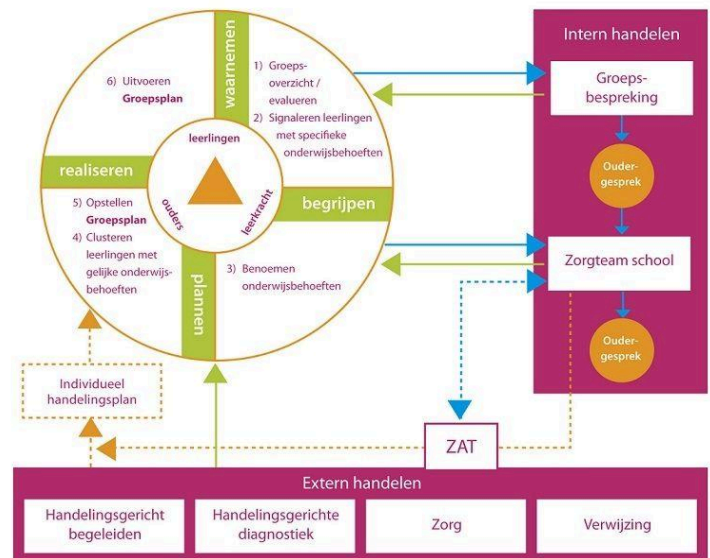 waarnemen
1) Groeps-
overzicht /
evalueren
2) Signaleren leerlingen
met specifieke
onderwijsbehoeften
begrijpen
3) Benoemen
onderwijsbehoeften
plannen
5) Opstellen
Groepsplan
4) Clusteren
leerlingen met
gelijke onderwijs-
behoeften
realiseren
6) Uitvoeren
Groepsplan
leerlingen
ouders
leerkracht
Intern handelen
Groeps-
bespreking
Ouder-
gesprek
Zorgteam school
Ouder-
gesprek
Individueel
handelingsplan
ZAT
Extern handelen
Handelingsgericht
begeleiden
Handelingsgerichte
diagnostiek
Zorg
Verwijzing